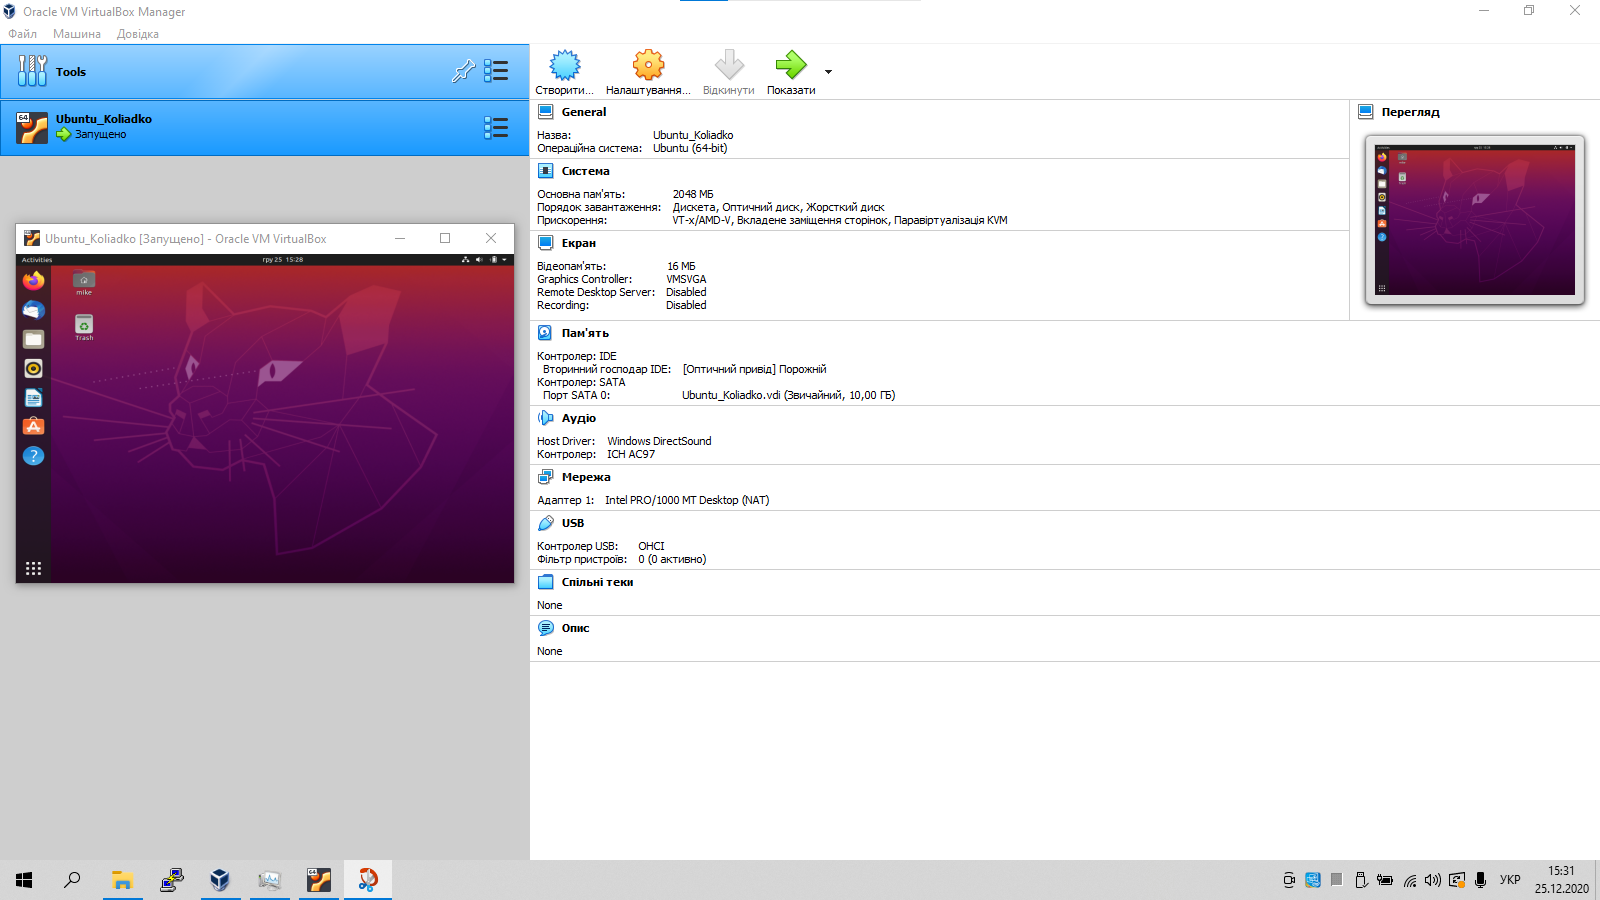 Oracle VM VirtualBox Manager
Файл Машина Довідка
Tools
64
Ubuntu_Koliadko
Запущено
Створити... Налаштування... Відкинути Показати
General
Назва: Ubuntu_Koliadko
Операційна система: Ubuntu (64-bit)
Система
Основна пам'ять: 2048 МБ
Порядок завантаження: Дискета, Оптичний диск, Жорсткий диск
Прискорення: VT-x/AMD-V, Вкладене заміщення сторінок, Паравіртуалізація KVM
Екран
Відеопам'ять: 16 МБ
Graphics Controller: VMSVGA
Remote Desktop Server: Disabled
Recording: Disabled
Пам'ять
Контролер: IDE
Вторинний господар IDE: [Оптичний привід] Порожній
Контролер: SATA
Порт SATA 0: Ubuntu_Koliadko.vdi (Звичайний, 10,00 ГБ)
Аудіо
Host Driver: Windows DirectSound
Контролер: ICH AC97
Мережа
Адаптер 1: Intel PRO/1000 MT Desktop (NAT)
USB
Контролер USB: OHCI
Фільтр пристроїв: 0 (0 активно)
Спільні теки
None
Опис
None
Перегляд
Ubuntu_Koliadko [Запущено] - Oracle VM VirtualBox
Activities гру 25 15:28
mike
Trash
64
УКР
15:31
25.12.2020